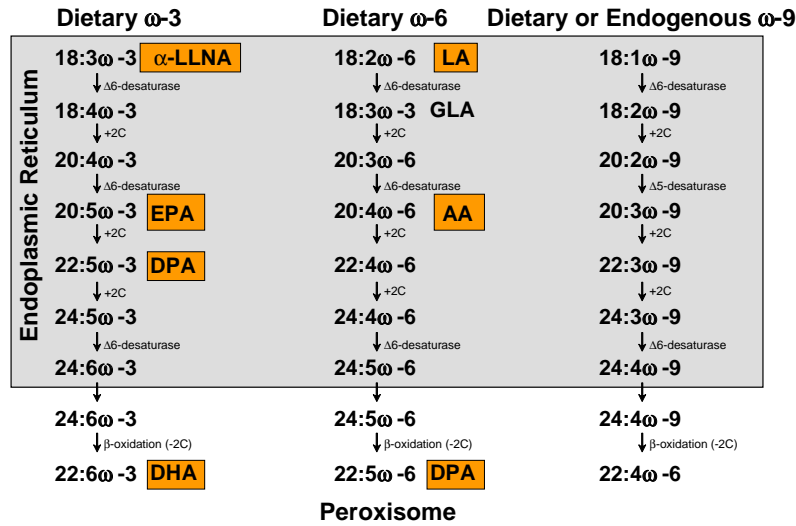 Dietary ω-3 Dietary ω-6 Dietary or Endogenous ω-9
Endoplasmic Reticulum
18:3ω -3 α-LLNA 18:2ω -6 LA 18:1ω -9
Δ6-desaturase Δ6-desaturase Δ6-desaturase
18:4ω -3 18:3ω -3 GLA 18:2ω -9
+2C +2C +2C
20:4ω -3 20:3ω -6 20:2ω -9
Δ6-desaturase Δ6-desaturase Δ5-desaturase
20:5ω -3 EPA 20:4ω -6 AA 20:3ω -9
+2C +2C +2C
22:5ω -3 DPA 22:4ω -6 22:3ω -9
+2C +2C +2C
24:5ω -3 24:4ω -6 24:3ω -9
Δ6-desaturase Δ6-desaturase Δ6-desaturase
24:6ω -3 24:5ω -6 24:4ω -9
24:6ω -3 24:5ω -6 24:4ω -9
β-oxidation (-2C) β-oxidation (-2C) β-oxidation (-2C)
22:6ω -3 DHA 22:5ω -6 DPA 22:4ω -6
Peroxisome